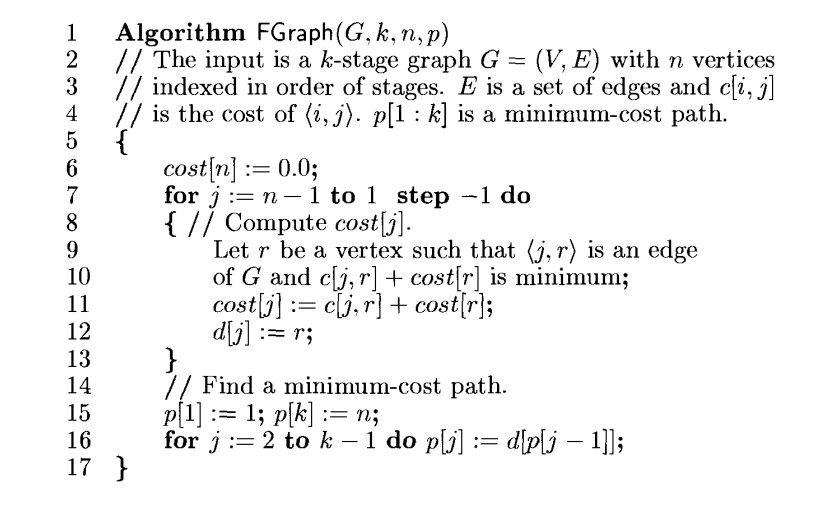 1 Algorithm FGraph(G, k, n, p)
2 // The input is a k-stage graph G = (V, E) with n vertices
3 // indexed in order of stages. E is a set of edges and c[i, j]
4 // is the cost of ⟨i, j⟩. p[1 : k] is a minimum-cost path.
5 {
6 cost[n] := 0.0;
7 for j := n − 1 to 1 step −1 do
8 { // Compute cost[j].
9 Let r be a vertex such that ⟨j, r⟩ is an edge
10 of G and c[j, r] + cost[r] is minimum;
11 cost[j] := c[j, r] + cost[r];
12 d[j] := r;
13 }
14 // Find a minimum-cost path.
15 p[1] := 1; p[k] := n;
16 for j := 2 to k − 1 do p[j] := d[p[j − 1]];
17 }